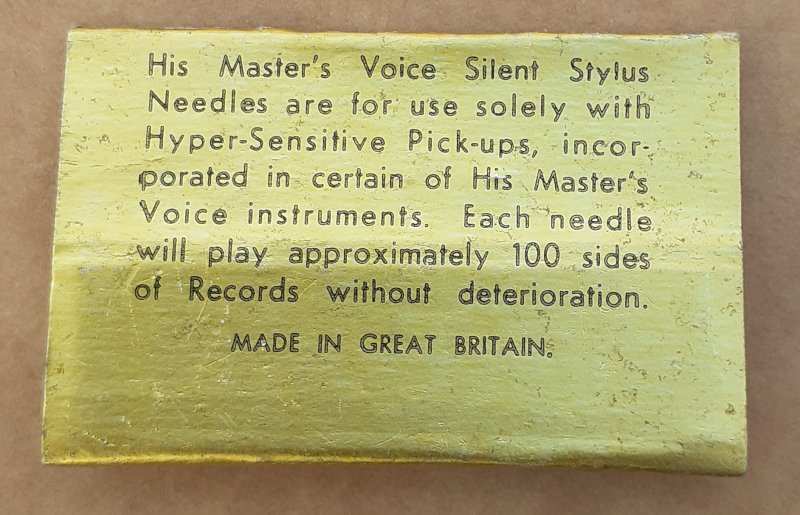 His Master's Voice Silent Stylus
Needles are for use solely with
Hyper-Sensitive Pick-ups, incor-
porated in certain of His Master's
Voice instruments. Each needle
will play approximately 100 sides
of Records without deterioration.
MADE IN GREAT BRITAIN.